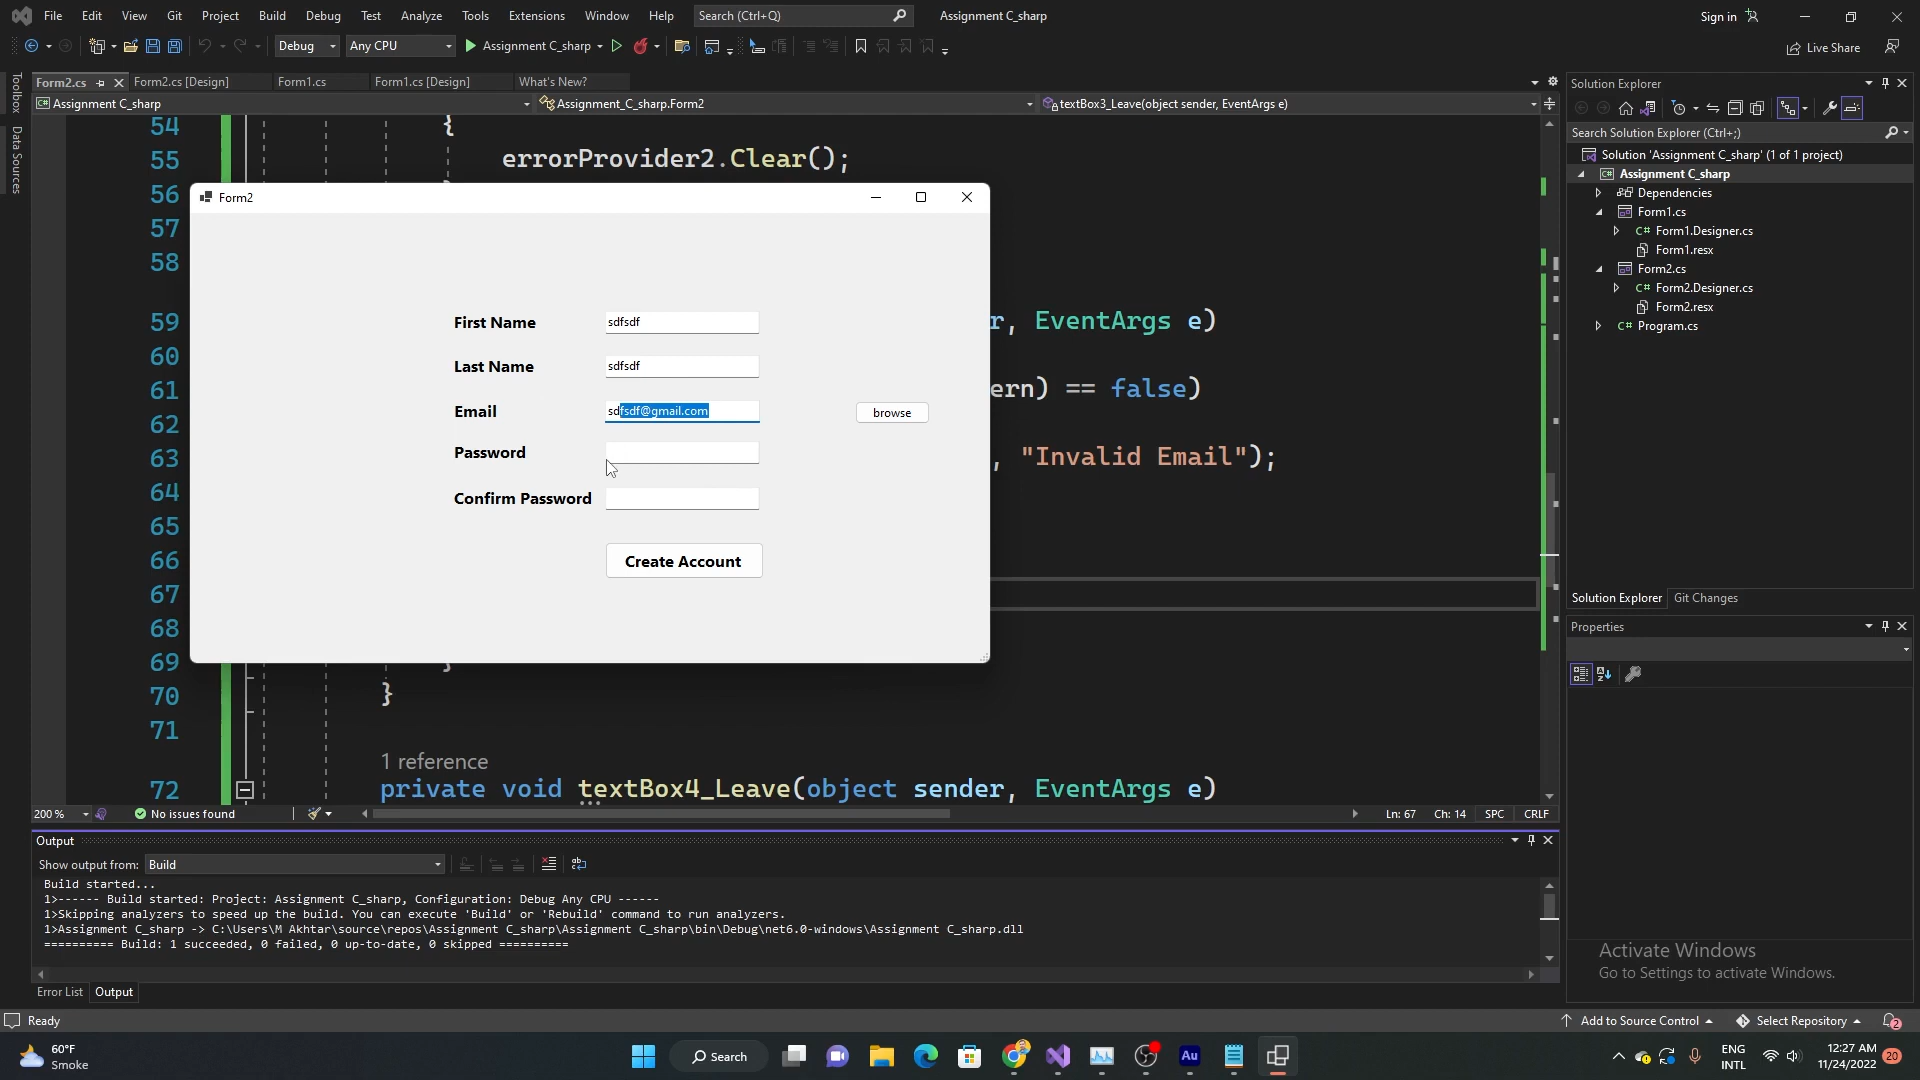 File Edit View Git Project Build Debug Test Analyze Tools Extensions Window Help Search (Ctrl+Q) Assignment C_sharp Sign in
Debug Any CPU Assignment C_sharp Live Share
Form2.cs Form2.cs [Design] Form1.cs Form1.cs [Design] What's New?
Assignment C_sharp Assignment_C_sharp.Form2 textBox3_Leave(object sender, EventArgs e)
Toolbox
Data Sources
54 {
55 errorProvider2.Clear();
56
57
58
59 r, EventArgs e)
60
61 ern) == false)
62
63 , "Invalid Email");
64
65
66
67
68
69
70 }
71
1 reference
72 private void textBox4_Leave(object sender, EventArgs e)
Form2
First Name sdfsdf
Last Name sdfsdf
Email sdfsdf@gmail.com browse
Password
Confirm Password
Create Account
200 % No issues found Ln: 67 Ch: 14 SPC CRLF
Output
Show output from: Build
Build started...
1>------ Build started: Project: Assignment C_sharp, Configuration: Debug Any CPU ------
1>Skipping analyzers to speed up the build. You can execute 'Build' or 'Rebuild' command to run analyzers.
1>Assignment C_sharp -> C:\Users\M Akhtar\source\repos\Assignment C_sharp\Assignment C_sharp\bin\Debug\net6.0-windows\Assignment C_sharp.dll
========== Build: 1 succeeded, 0 failed, 0 up-to-date, 0 skipped ==========
Error List Output
Solution Explorer
Search Solution Explorer (Ctrl+;)
Solution 'Assignment C_sharp' (1 of 1 project)
C# Assignment C_sharp
Dependencies
Form1.cs
C# Form1.Designer.cs
Form1.resx
Form2.cs
C# Form2.Designer.cs
Form2.resx
C# Program.cs
Solution Explorer Git Changes
Properties
Activate Windows
Go to Settings to activate Windows.
Ready Add to Source Control Select Repository 2
60°F
Smoke
Search
Au
ENG
INTL
12:27 AM
11/24/2022
20